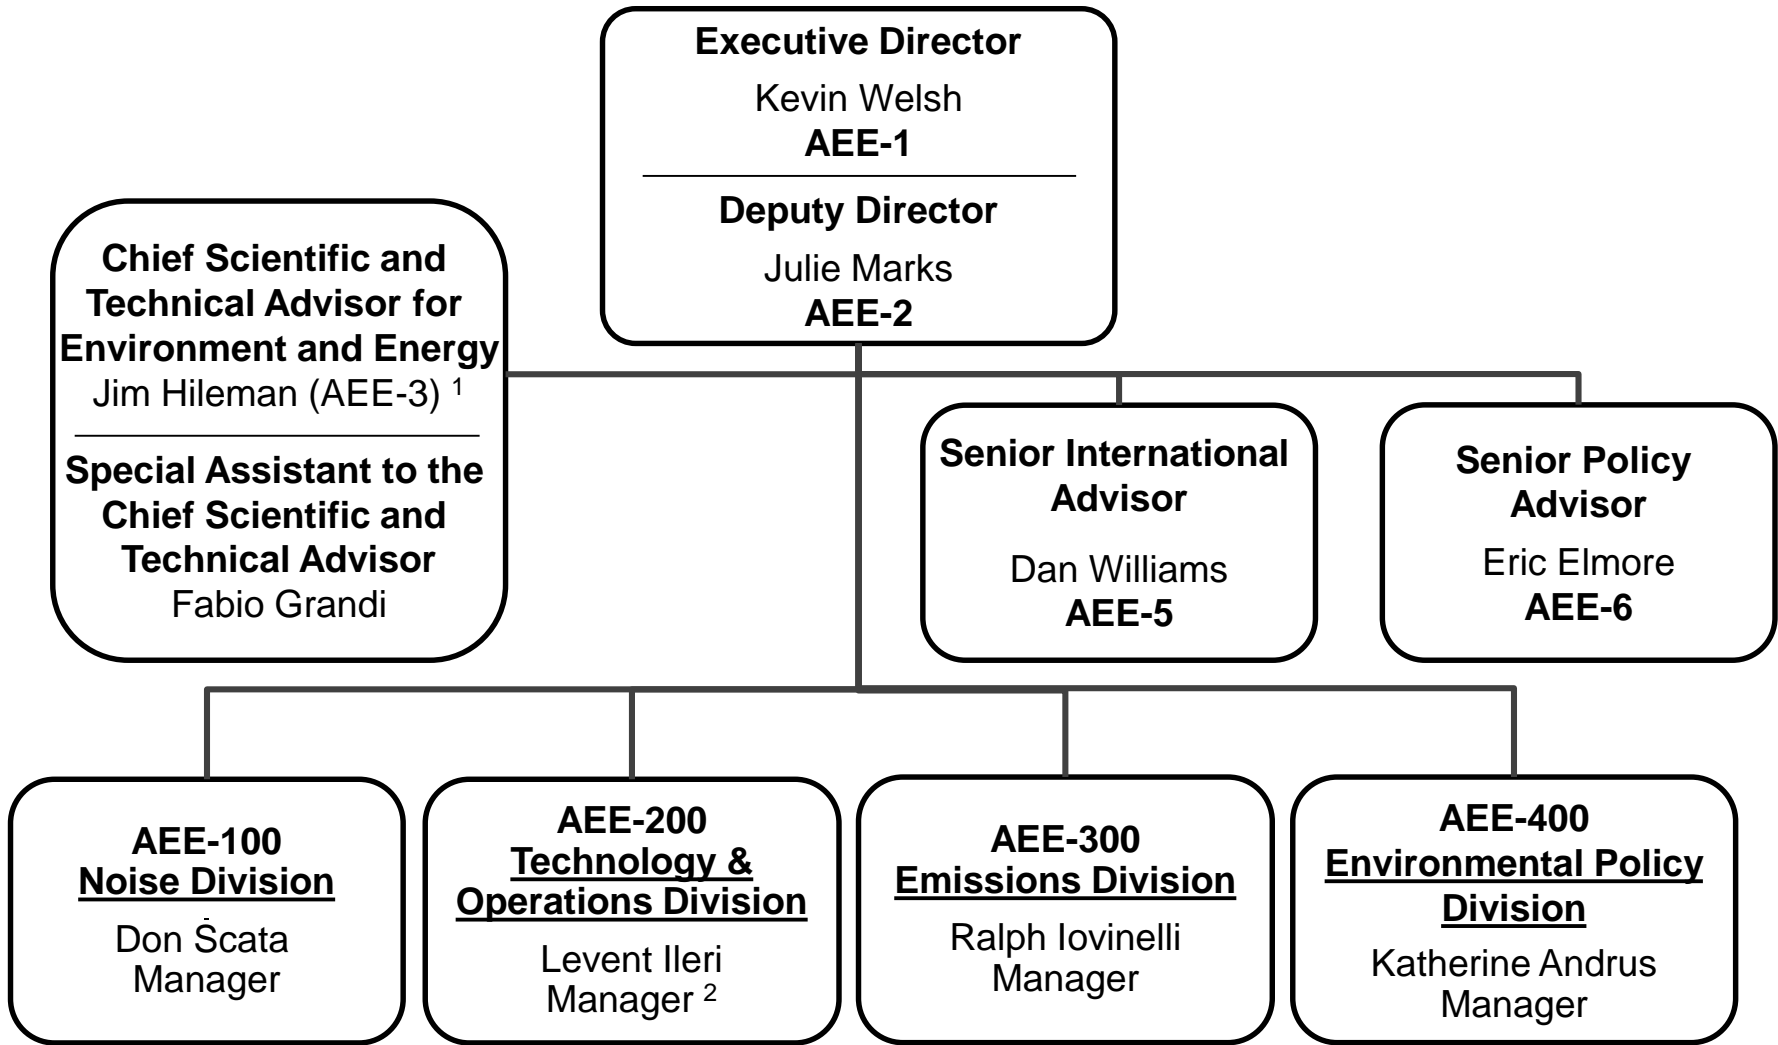 Executive Director
Kevin Welsh
AEE-1
Deputy Director
Julie Marks
AEE-2
Chief Scientific and
Technical Advisor for
Environment and Energy
Jim Hileman (AEE-3) 1
Special Assistant to the
Chief Scientific and
Technical Advisor
Fabio Grandi
Senior International
Advisor
Dan Williams
AEE-5
Senior Policy
Advisor
Eric Elmore
AEE-6
AEE-100
Noise Division
Don Scata
Manager
AEE-200
Technology &
Operations Division
Levent Ileri
Manager 2
AEE-300
Emissions Division
Ralph Iovinelli
Manager
AEE-400
Environmental Policy
Division
Katherine Andrus
Manager